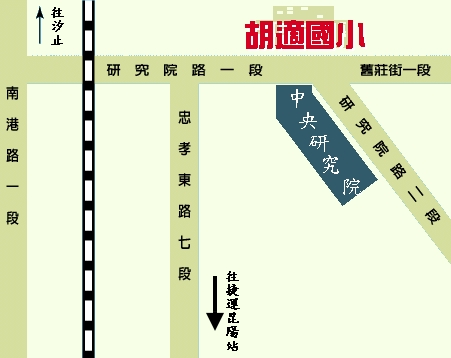 往汐止
胡適國小
研究院路一段
舊莊街一段
南港路一段
忠孝東路七段
中央研究院
研究院路二段
往捷運昆陽站